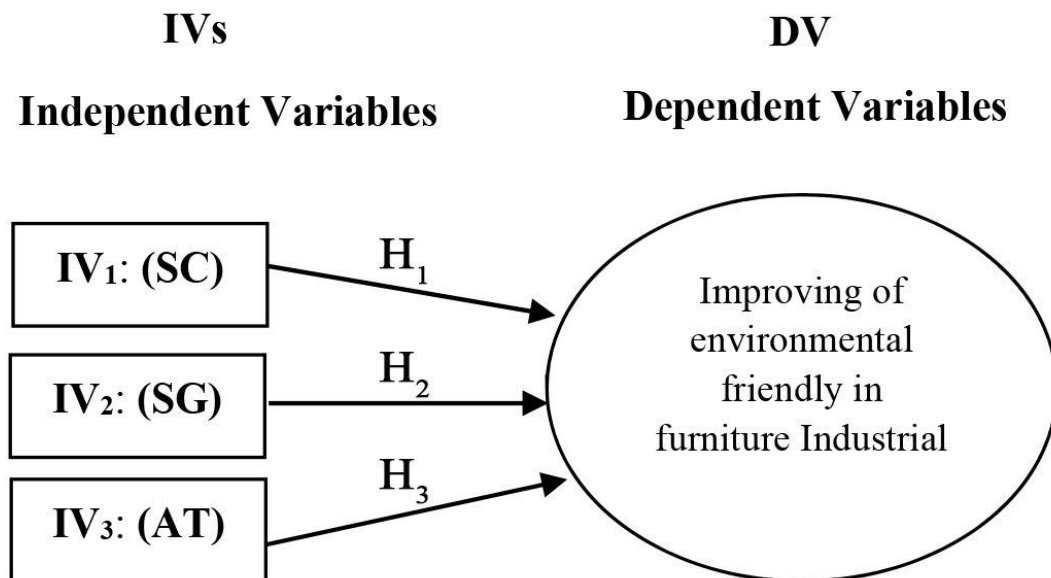 IVs
Independent Variables
DV
Dependent Variables
IV₁: (SC)
H₁
IV₂: (SG)
H₂
IV₃: (AT)
H₃
Improving of
environmental
friendly in
furniture Industrial